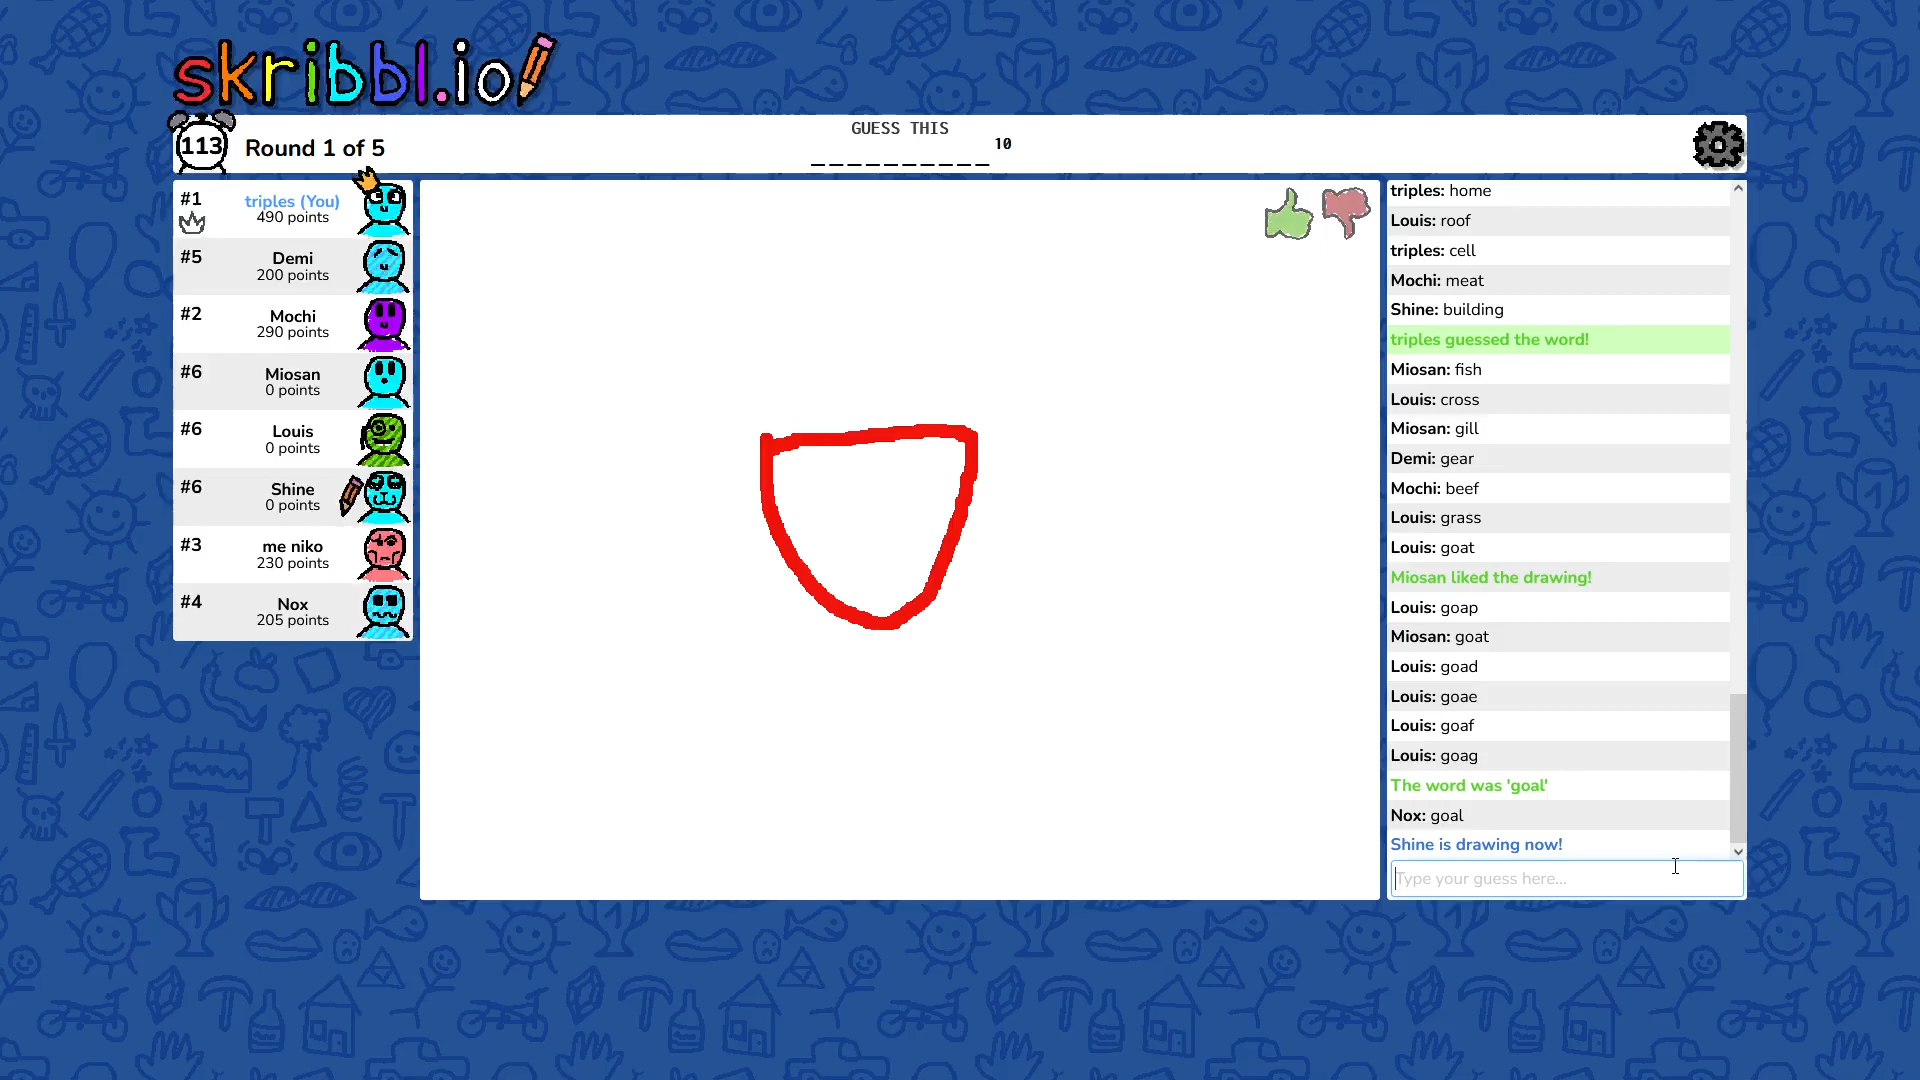 skribbl.io
113
Round 1 of 5
GUESS THIS
__________ 10
#1
triples (You)
490 points
#5
Demi
200 points
#2
Mochi
290 points
#6
Miosan
0 points
#6
Louis
0 points
#6
Shine
0 points
#3
me niko
230 points
#4
Nox
205 points
triples: home
Louis: roof
triples: cell
Mochi: meat
Shine: building
triples guessed the word!
Miosan: fish
Louis: cross
Miosan: gill
Demi: gear
Mochi: beef
Louis: grass
Louis: goat
Miosan liked the drawing!
Louis: goap
Miosan: goat
Louis: goad
Louis: goae
Louis: goaf
Louis: goag
The word was 'goal'
Nox: goal
Shine is drawing now!
Type your guess here...